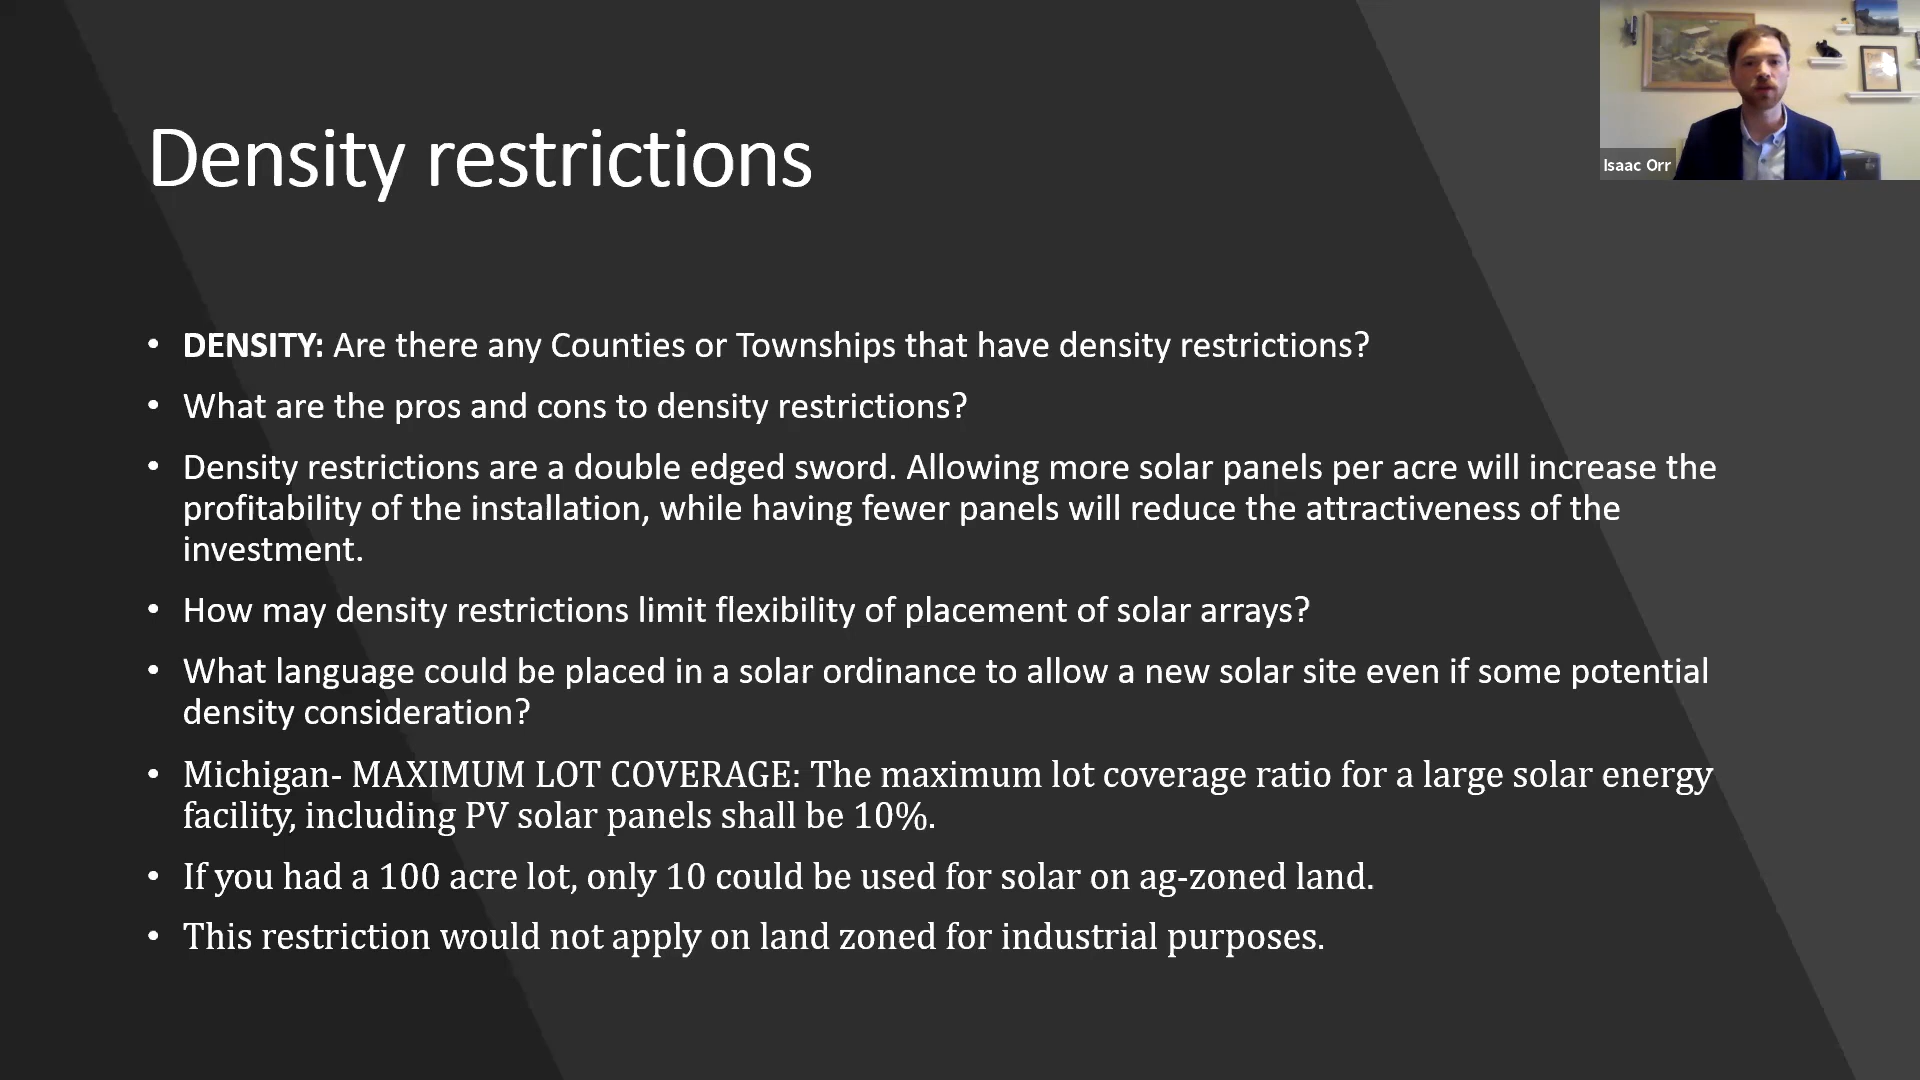 Isaac Orr
Density restrictions
• DENSITY: Are there any Counties or Townships that have density restrictions?
• What are the pros and cons to density restrictions?
• Density restrictions are a double edged sword. Allowing more solar panels per acre will increase the
profitability of the installation, while having fewer panels will reduce the attractiveness of the
investment.
• How may density restrictions limit flexibility of placement of solar arrays?
• What language could be placed in a solar ordinance to allow a new solar site even if some potential
density consideration?
• Michigan- MAXIMUM LOT COVERAGE: The maximum lot coverage ratio for a large solar energy
facility, including PV solar panels shall be 10%.
• If you had a 100 acre lot, only 10 could be used for solar on ag-zoned land.
• This restriction would not apply on land zoned for industrial purposes.